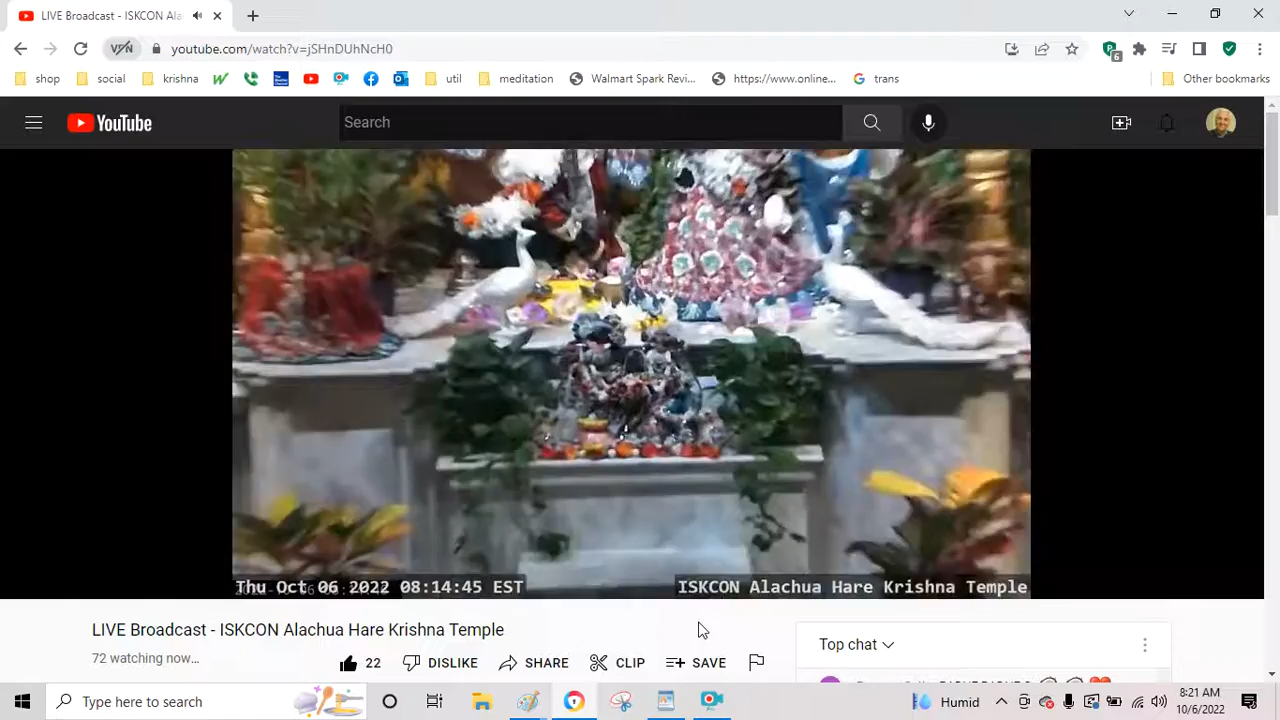 LIVE Broadcast - ISKCON Ala
youtube.com/watch?v=jSHnDUhNcH0
6
shop
social
krishna
util
meditation
Walmart Spark Revi...
https://www.online...
trans
Other bookmarks
YouTube
Search
Thu Oct 06 2022 08:14:45 EST
ISKCON Alachua Hare Krishna Temple
LIVE Broadcast - ISKCON Alachua Hare Krishna Temple
72 watching now...
22
DISLIKE
SHARE
CLIP
SAVE
Top chat
Type here to search
Humid
8:21 AM
10/6/2022